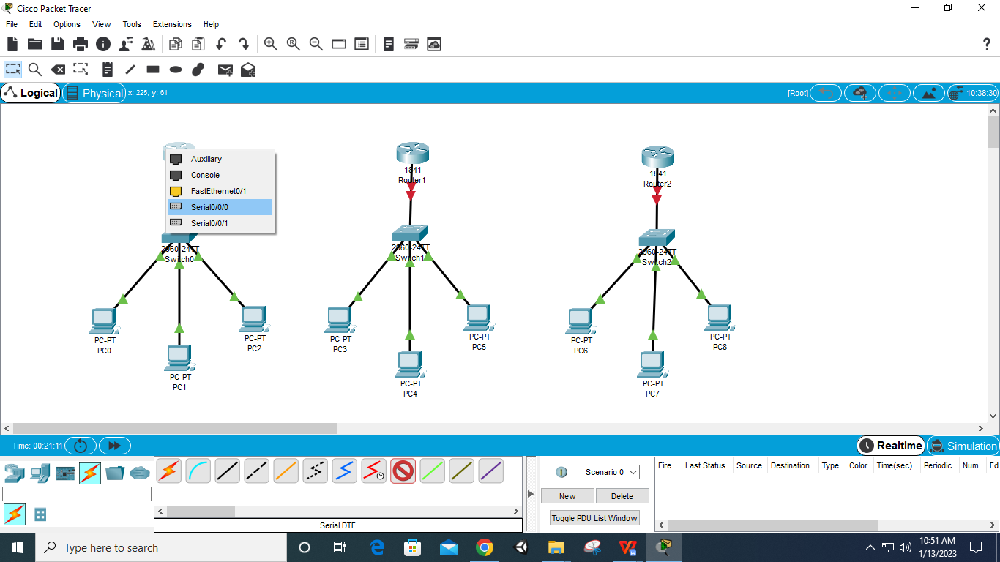 Cisco Packet Tracer
File Edit Options View Tools Extensions Help
Logical Physical x: 225, y: 61 [Root] 10:38:30
Auxiliary
Console
FastEthernet0/1
Serial0/0/0
Serial0/0/1
1841
Router1
1841
Router2
2960-24TT
Switch0
2960-24TT
Switch1
2960-24TT
Switch2
PC-PT
PC0
PC-PT
PC1
PC-PT
PC2
PC-PT
PC3
PC-PT
PC4
PC-PT
PC5
PC-PT
PC6
PC-PT
PC7
PC-PT
PC8
Time: 00:21:11 Realtime Simulation
Scenario 0
New Delete
Toggle PDU List Window
Fire Last Status Source Destination Type Color Time(sec) Periodic Num Ed
Serial DTE
Type here to search
10:51 AM
1/13/2023